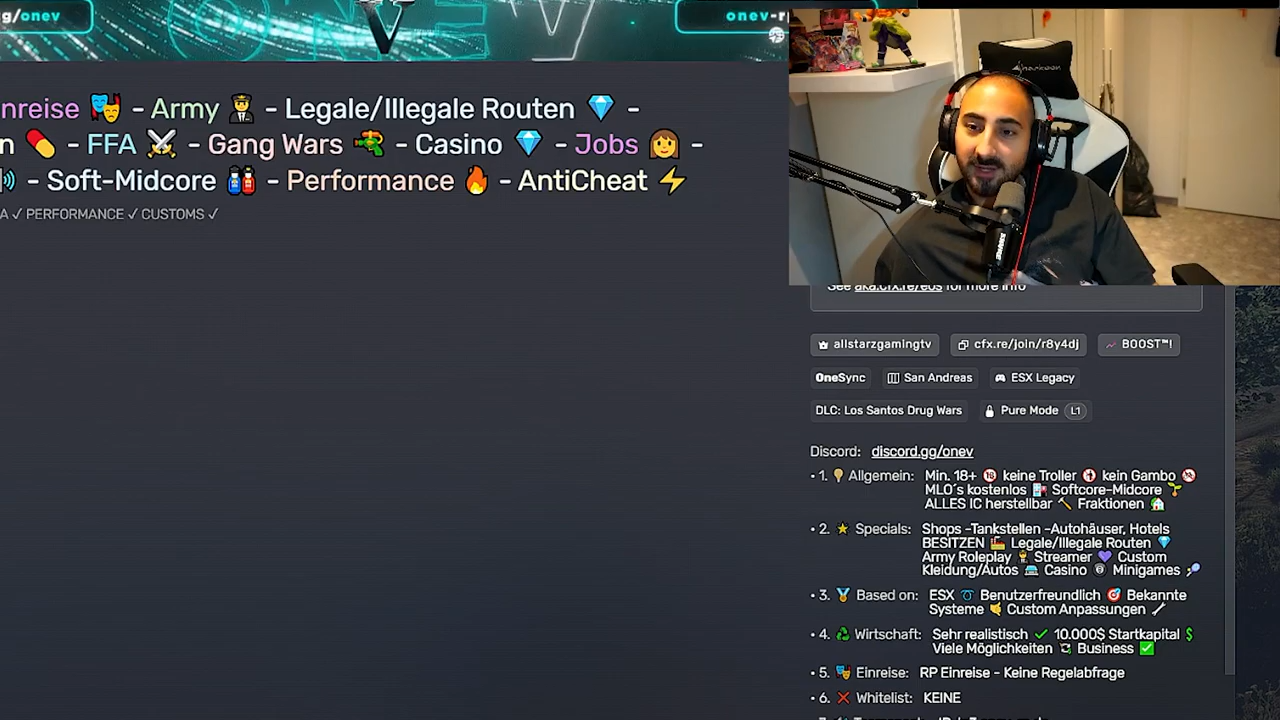 g/onev
ONE V
onev-r
nreise 🎭 - Army 👮 - Legale/Illegale Routen 💎 -
n 💊 - FFA ⚔️ - Gang Wars 🔫 - Casino 💎 - Jobs 👩 -
- Soft-Midcore - Performance 🔥 - AntiCheat ⚡
A ✓ PERFORMANCE ✓ CUSTOMS ✓
sharkoon
See aka.cfx.re/eos for more info
allstarzgamingtv cfx.re/join/r8y4dj BOOST™!
OneSync San Andreas ESX Legacy
DLC: Los Santos Drug Wars Pure Mode L1
Discord: discord.gg/onev
• 1. Allgemein: Min. 18+ 🔞 keine Troller kein Gambo
MLO´s kostenlos Softcore-Midcore 🌱
ALLES IC herstellbar 🔨 Fraktionen 🏡
• 2. ⭐ Specials: Shops -Tankstellen -Autohäuser, Hotels
BESITZEN Legale/Illegale Routen 💎
Army Roleplay Streamer 💜 Custom
Kleidung/Autos Casino Minigames
• 3. 🏅 Based on: ESX Benutzerfreundlich 🎯 Bekannte
Systeme Custom Anpassungen
• 4. ♻️ Wirtschaft: Sehr realistisch ✔️ 10.000$ Startkapital 💲
Viele Möglichkeiten Business ✅
• 5. 🎭 Einreise: RP Einreise - Keine Regelabfrage
• 6. ❌ Whitelist: KEINE